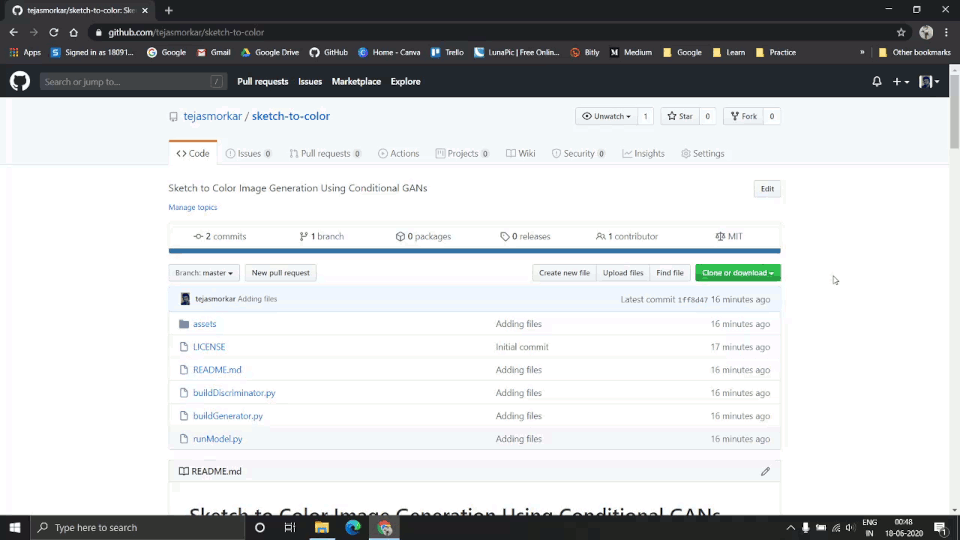 tejasmorkar/sketch-to-color: Ske
github.com/tejasmorkar/sketch-to-color
Apps Signed in as 18091... Google Gmail Google Drive GitHub Home - Canva Trello LunaPic | Free Onlin... Bitly Medium Google Learn Practice » Other bookmarks
Search or jump to... / Pull requests Issues Marketplace Explore
tejasmorkar / sketch-to-color Unwatch 1 Star 0 Fork 0
Code Issues 0 Pull requests 0 Actions Projects 0 Wiki Security 0 Insights Settings
Sketch to Color Image Generation Using Conditional GANs Edit
Manage topics
2 commits 1 branch 0 packages 0 releases 1 contributor MIT
Branch: master New pull request Create new file Upload files Find file Clone or download
tejasmorkar Adding files Latest commit 1ff8d47 16 minutes ago
assets Adding files 16 minutes ago
LICENSE Initial commit 17 minutes ago
README.md Adding files 16 minutes ago
buildDiscriminator.py Adding files 16 minutes ago
buildGenerator.py Adding files 16 minutes ago
runModel.py Adding files 16 minutes ago
README.md
Sketch to Color Image Generation Using Conditional GANs
Type here to search ENG 00:48
IN 18-06-2020 1